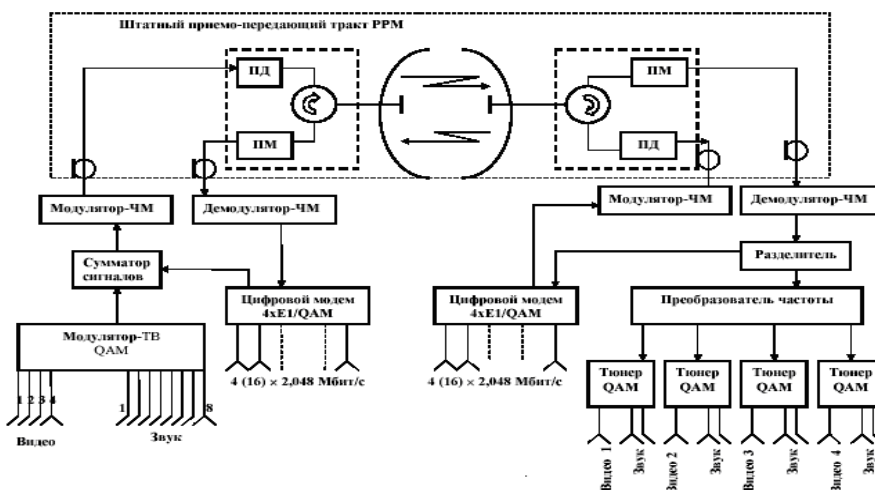 Штатный приемо-передающий тракт РРМ
ПД
ПМ
ПМ
ПД
Модулятор-ЧМ
Демодулятор-ЧМ
Модулятор-ЧМ
Демодулятор-ЧМ
Сумматор
сигналов
Разделитель
Цифровой модем
4хЕ1/QAM
Цифровой модем
4хЕ1/QAM
Преобразователь частоты
Модулятор-ТВ
QAM
Тюнер
QAM
Тюнер
QAM
Тюнер
QAM
Тюнер
QAM
4 (16) × 2,048 Мбит/с
4 (16) × 2,048 Мбит/с
1 2 3 4
1 8
Видео
Звук
Видео 1
Звук
Видео 2
Звук
Видео 3
Звук
Видео 4
Звук